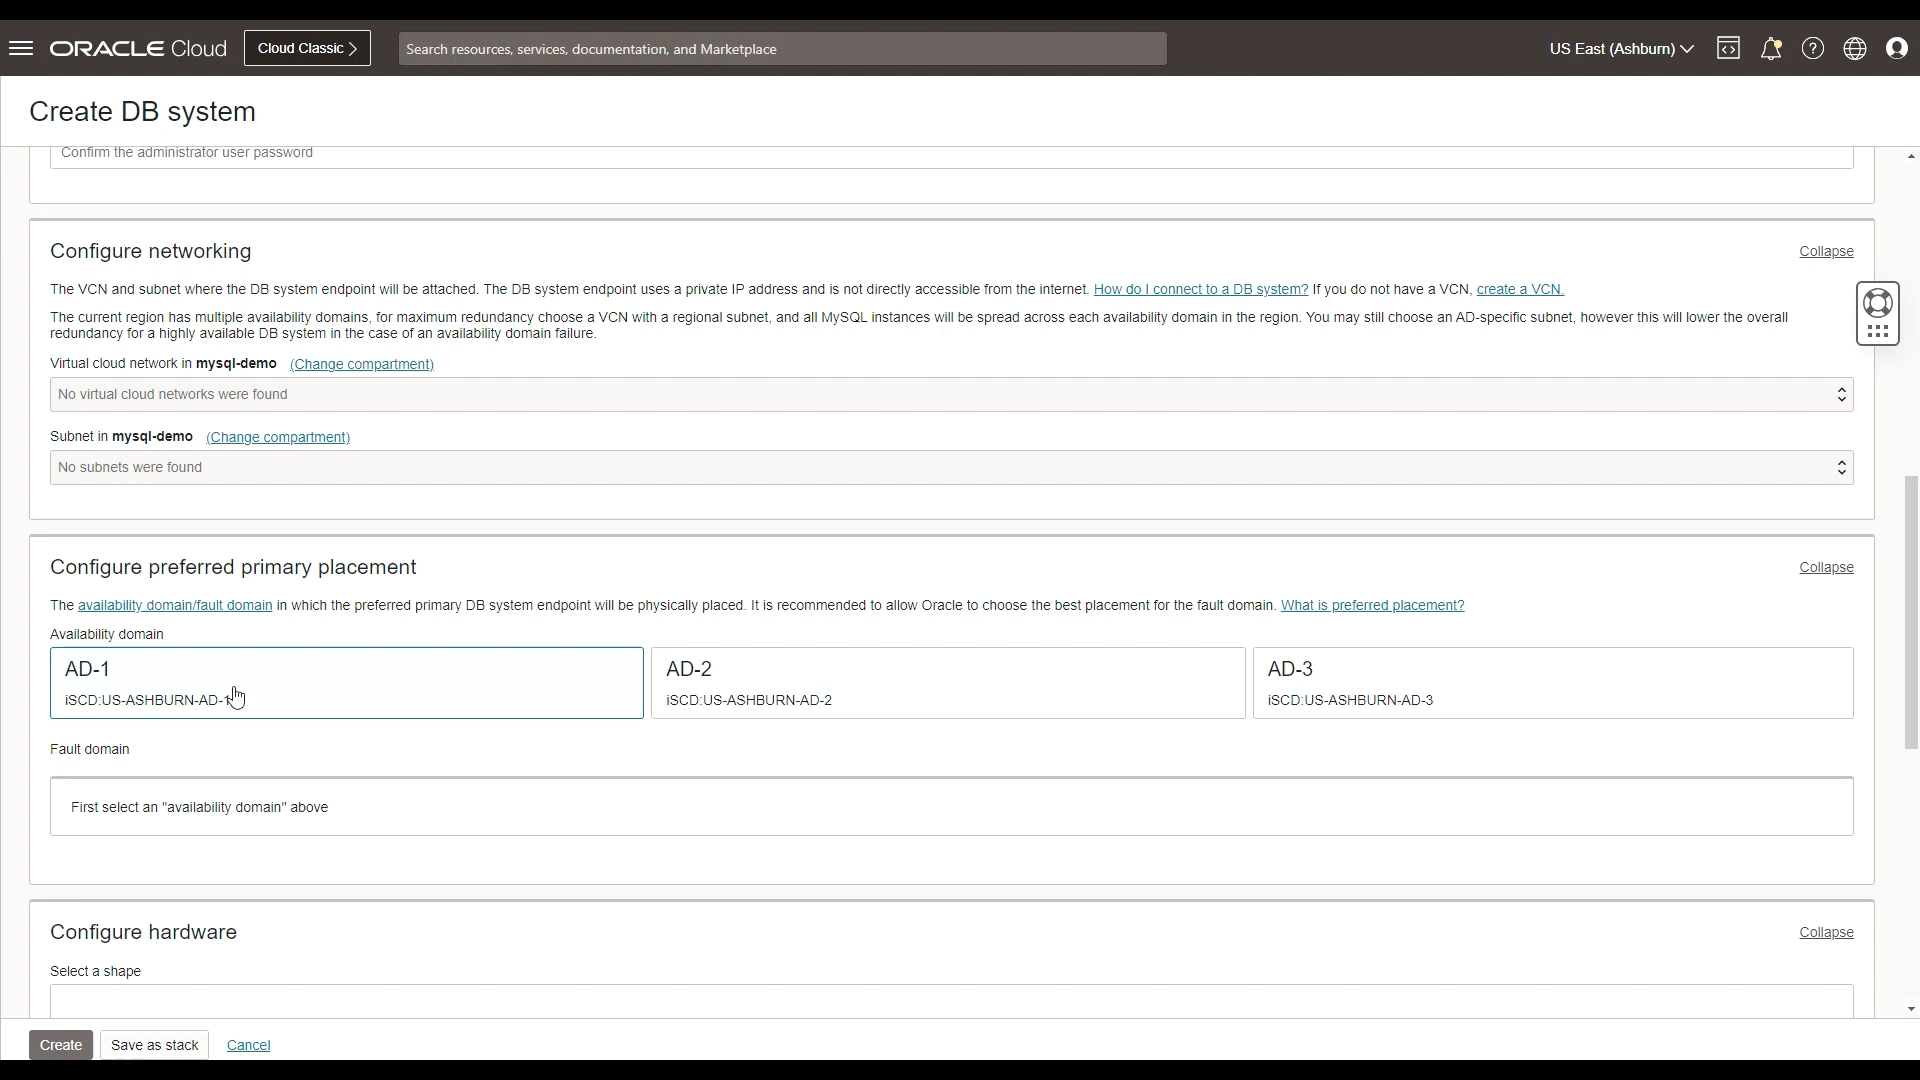 ORACLE Cloud
Cloud Classic
Search resources, services, documentation, and Marketplace
US East (Ashburn)
Create DB system
Confirm the administrator user password
Configure networking
Collapse
The VCN and subnet where the DB system endpoint will be attached. The DB system endpoint uses a private IP address and is not directly accessible from the internet. How do I connect to a DB system? If you do not have a VCN, create a VCN.
The current region has multiple availability domains, for maximum redundancy choose a VCN with a regional subnet, and all MySQL instances will be spread across each availability domain in the region. You may still choose an AD-specific subnet, however this will lower the overall
redundancy for a highly available DB system in the case of an availability domain failure.
Virtual cloud network in mysql-demo (Change compartment)
No virtual cloud networks were found
Subnet in mysql-demo (Change compartment)
No subnets were found
Configure preferred primary placement
Collapse
The availability domain/fault domain in which the preferred primary DB system endpoint will be physically placed. It is recommended to allow Oracle to choose the best placement for the fault domain. What is preferred placement?
Availability domain
AD-1
iSCD:US-ASHBURN-AD-1
AD-2
iSCD:US-ASHBURN-AD-2
AD-3
iSCD:US-ASHBURN-AD-3
Fault domain
First select an "availability domain" above
Configure hardware
Collapse
Select a shape
Create
Save as stack
Cancel